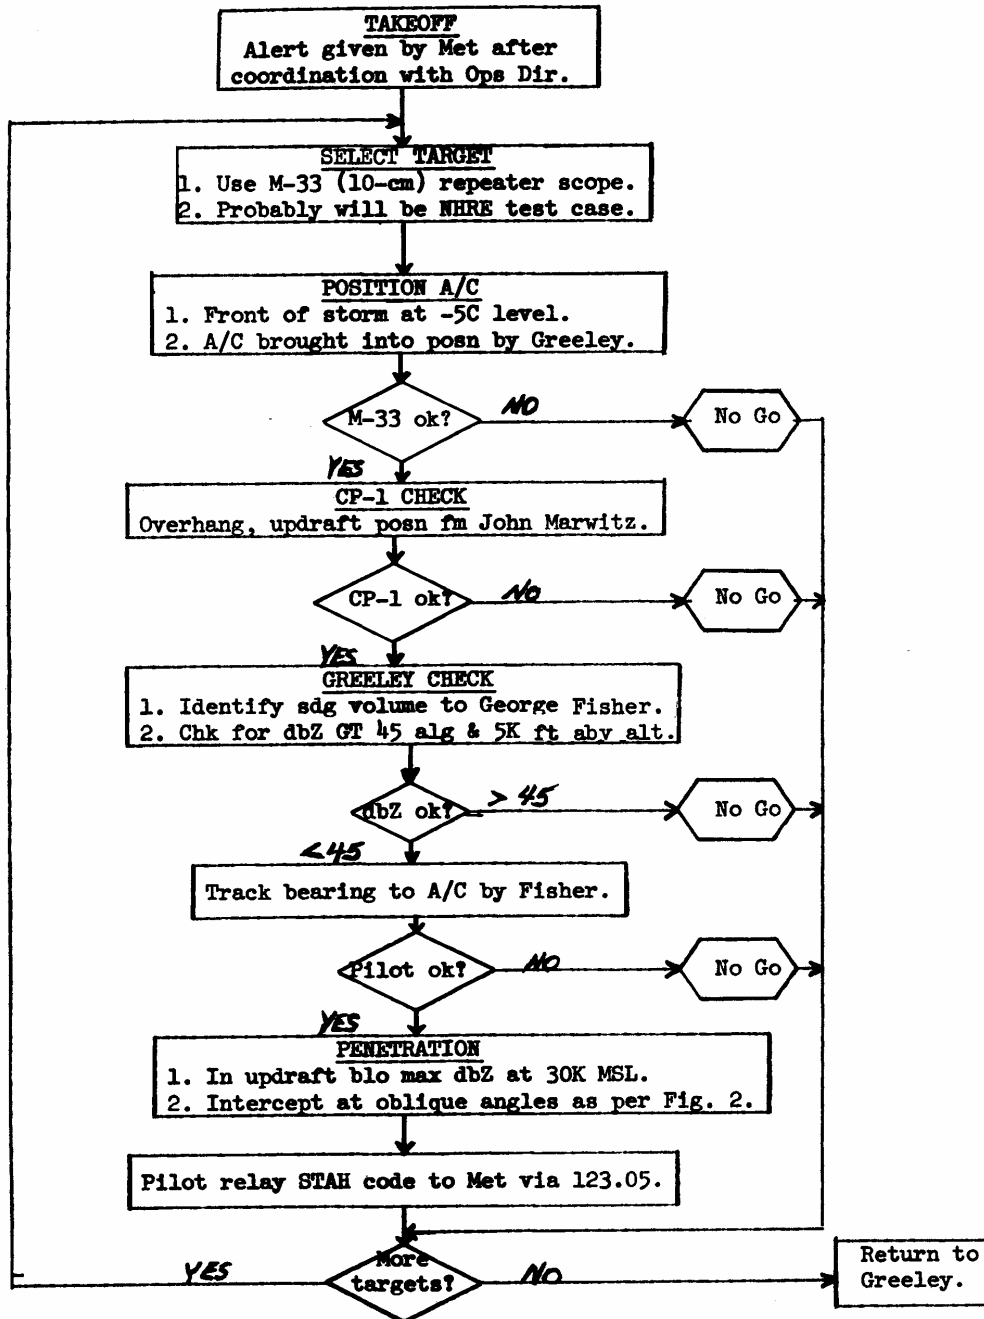 TAKEOFF
Alert given by Met after
coordination with Ops Dir.
SELECT TARGET
1. Use M-33 (10-cm) repeater scope.
2. Probably will be NHRE test case.
POSITION A/C
1. Front of storm at -5C level.
2. A/C brought into posn by Greeley.
M-33 ok?
NO
No Go
YES
CP-1 CHECK
Overhang, updraft posn fm John Marwitz.
CP-1 ok?
NO
No Go
YES
GREELEY CHECK
1. Identify sdg volume to George Fisher.
2. Chk for dbZ GT 45 alg & 5K ft abv alt.
dbZ ok?
> 45
No Go
<45
Track bearing to A/C by Fisher.
Pilot ok?
NO
No Go
YES
PENETRATION
1. In updraft blo max dbZ at 30K MSL.
2. Intercept at oblique angles as per Fig. 2.
Pilot relay STAH code to Met via 123.05.
More
targets?
YES
NO
Return to
Greeley.